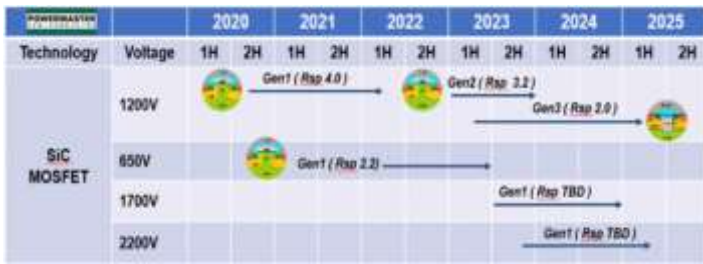 POWERMASTER
2020 2021 2022 2023 2024 2025
Technology Voltage 1H 2H 1H 2H 1H 2H 1H 2H 1H 2H 1H 2H
SiC MOSFET
1200V Gen1 ( Rsp 4.0 ) Gen2 ( Rsp 3.2 )
Gen3 ( Rsp 2.0 )
650V Gen1 ( Rsp 2.2)
1700V Gen1 ( Rsp TBD )
2200V Gen1 ( Rsp TBD )